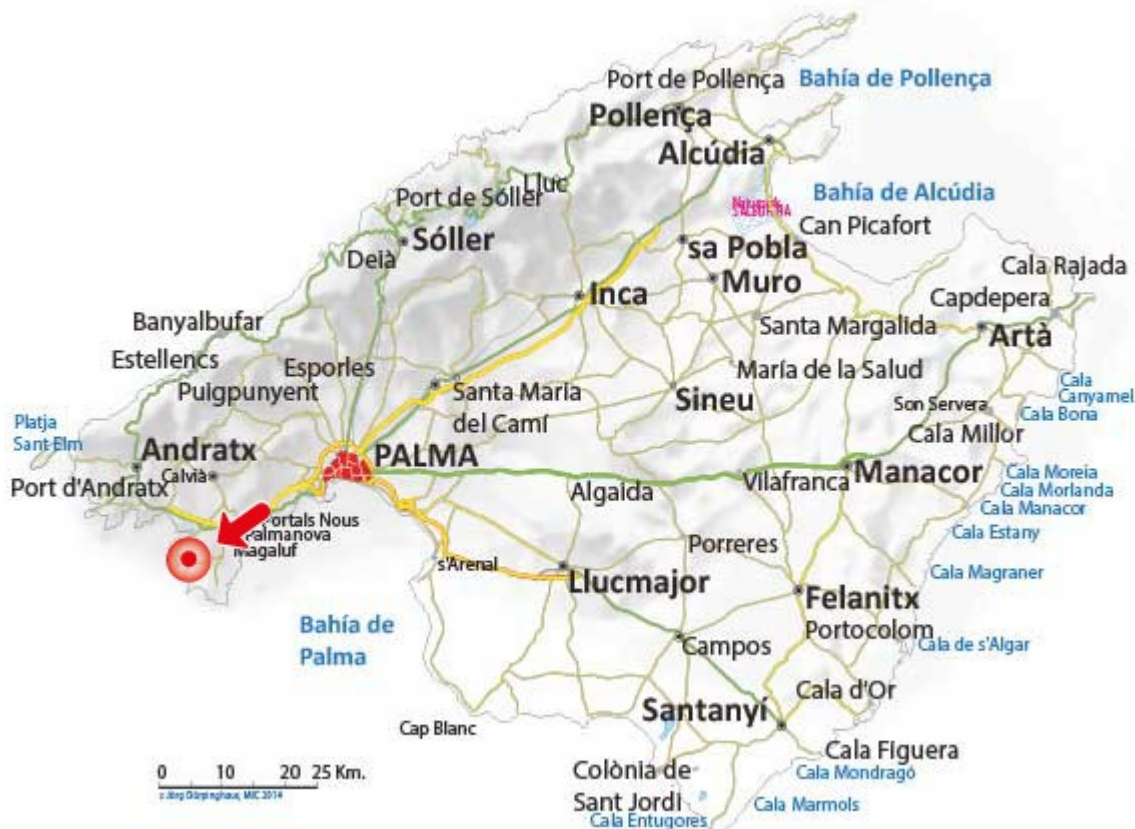 Port de Pollença
Bahía de Pollença
Pollença
Alcúdia
Lluc
Port de Sóller
Bahía de Alcúdia
Can Picafort
Sóller
sa Pobla
Deià
Muro
Cala Rajada
Inca
Capdepera
Banyalbufar
Santa Margalida
Artà
Estellencs
Esporles
María de la Salud
Puigpunyent
Santa Maria
del Camí
Sineu
Cala
Canyamel
Son Servera
Cala Bona
Platja
Sant Elm
Andratx
PALMA
Cala Millor
Calvià
Manacor
Cala Moreia
Port d'Andratx
Algaida
Vilafranca
Cala Morlanda
Cala Manacor
Portals Nous
Palmanova
Magaluf
Cala Estany
Porreres
s'Arenal
Llucmajor
Cala Magraner
Felanitx
Bahía de
Palma
Portocolom
Campos
Cala de s'Algar
Cala d'Or
Santanyí
Cap Blanc
Cala Figuera
0 10 20 25 Km.
Colònia de
Sant Jordi
Cala Mondragó
Cala Marmols
Cala Entugores